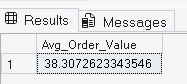 Results Messages
Avg_Order_Value
1 38.3072623343546